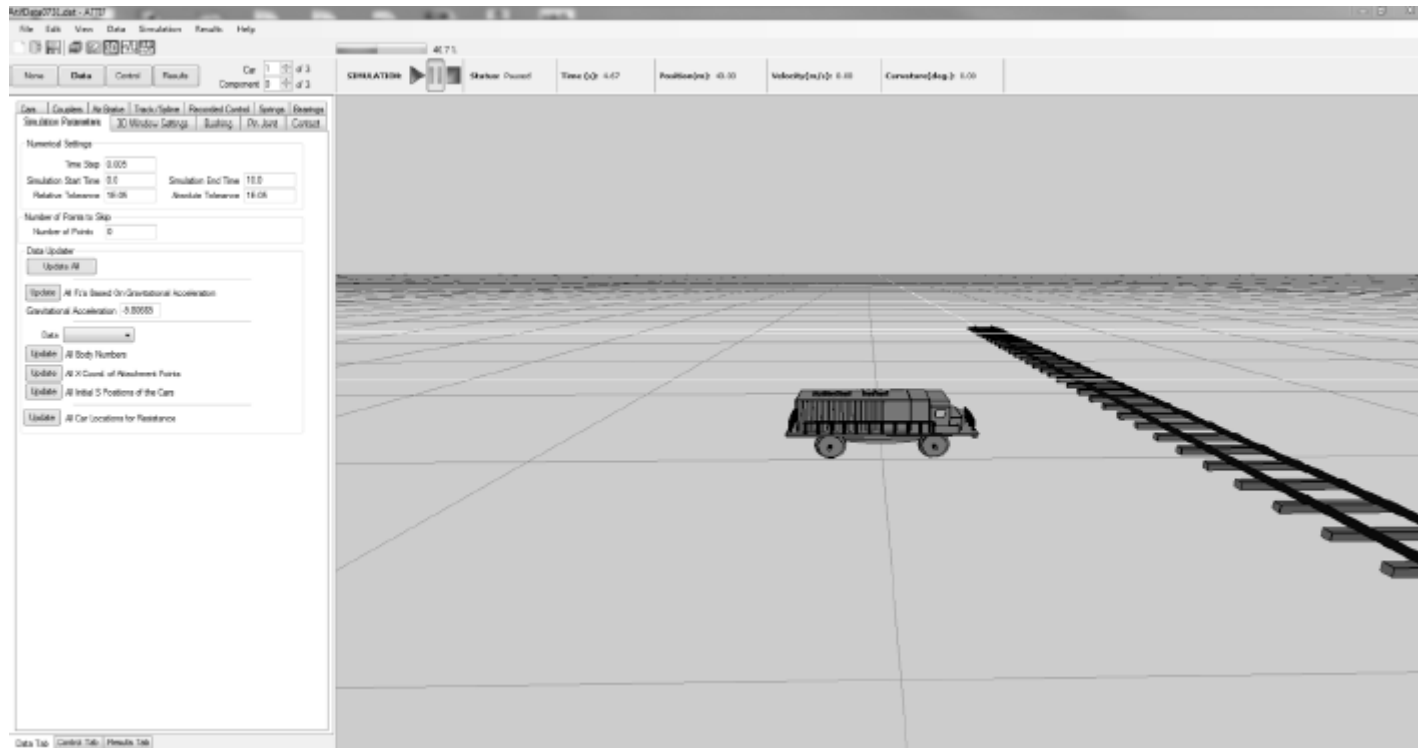 File Edit View Data Simulation Results Help
None Data Control Results
Car 1 of 3
Component 0 of 3
SIMULATION: Status: Paused Time (s): 4.67 Velocity(m/s): 0.00 Curvature(deg.): 0.00
Cars Couplers Air Brake Track/Spline Recorded Control Springs Bearings
Simulation Parameters 3D Window Settings Bushing Pin Joint Contact
Numerical Settings
Time Step 0.005
Simulation Start Time 0.0 Simulation End Time 10.0
Relative Tolerance 1E-05 Absolute Tolerance 1E-05
Number of Points to Skip
Number of Points 0
Data Updater
Update All
Update All Fz's Based On Gravitational Acceleration
Gravitational Acceleration
Data
Update All Body Numbers
Update All X Coord. of Attachment Points
Update All Initial S Positions of the Cars
Update All Car Locations for Resistance
Data Tab Control Tab Results Tab